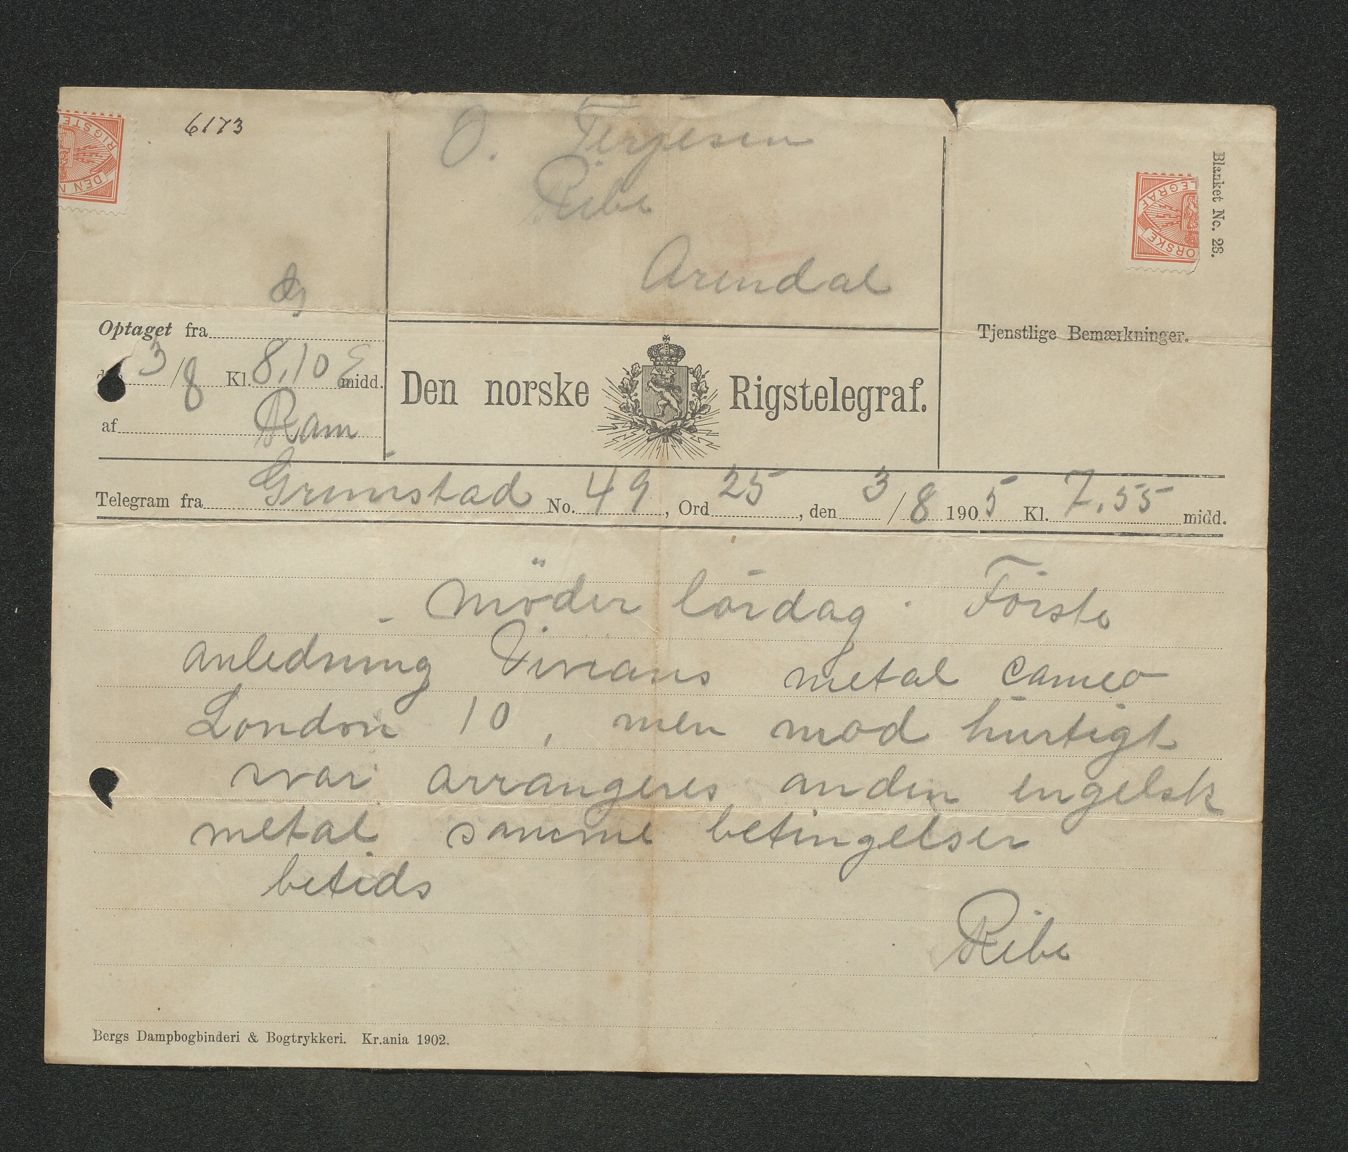 6173
O. Terjesen
Ribe
Arendal
Blanket No. 28.
Optaget fra
3/8 Kl. 8,10 E midd.
af Ram
Den norske Rigstelegraf.
Tjenstlige Bemærkninger.
Telegram fra Grimstad No. 49, Ord 25, den 3/8 1905 Kl. 7.55 midd.
möder lördag. Förste
anledning Vivians metal cameo
London 10, men mod hurtigt
svar arrangeres anden engelsk
metal samme betingelser
betids
Ribe
Bergs Dampbogbinderi & Bogtrykkeri. Kr.ania 1902.